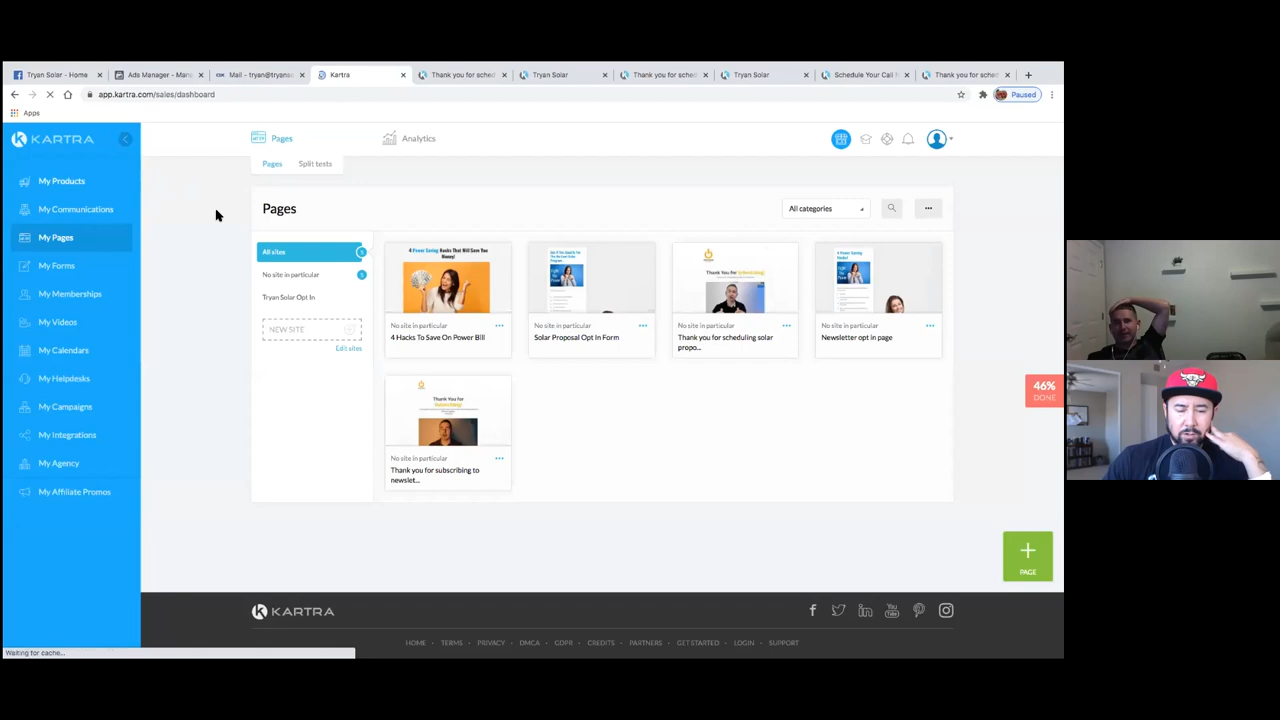 Tryan Solar - Home
Ads Manager - Mana
Mail - tryan@tryans
Kartra
Thank you for sched
Tryan Solar
Thank you for sched
Tryan Solar
Schedule Your Call
Thank you for sched
app.kartra.com/sales/dashboard
Paused
Apps
KARTRA
My Products
My Communications
My Pages
My Forms
My Memberships
My Videos
My Calendars
My Helpdesks
My Campaigns
My Integrations
My Agency
My Affiliate Promos
Pages
Analytics
Pages
Split tests
Pages
All categories
All sites 5
No site in particular 5
Tryan Solar Opt In
NEW SITE
Edit sites
4 Power Saving Hacks That Will Save You
Money!
No site in particular
4 Hacks To Save On Power Bill
No site in particular
Solar Proposal Opt In Form
Thank You for
No site in particular
Thank you for scheduling solar
propo...
No site in particular
Newsletter opt in page
Thank You for
Subscribing!
No site in particular
Thank you for subscribing to
newslet...
46%
DONE
PAGE
KARTRA
HOME - TERMS - PRIVACY - DMCA - GDPR - CREDITS - PARTNERS - GET STARTED - LOGIN - SUPPORT
Waiting for cache...